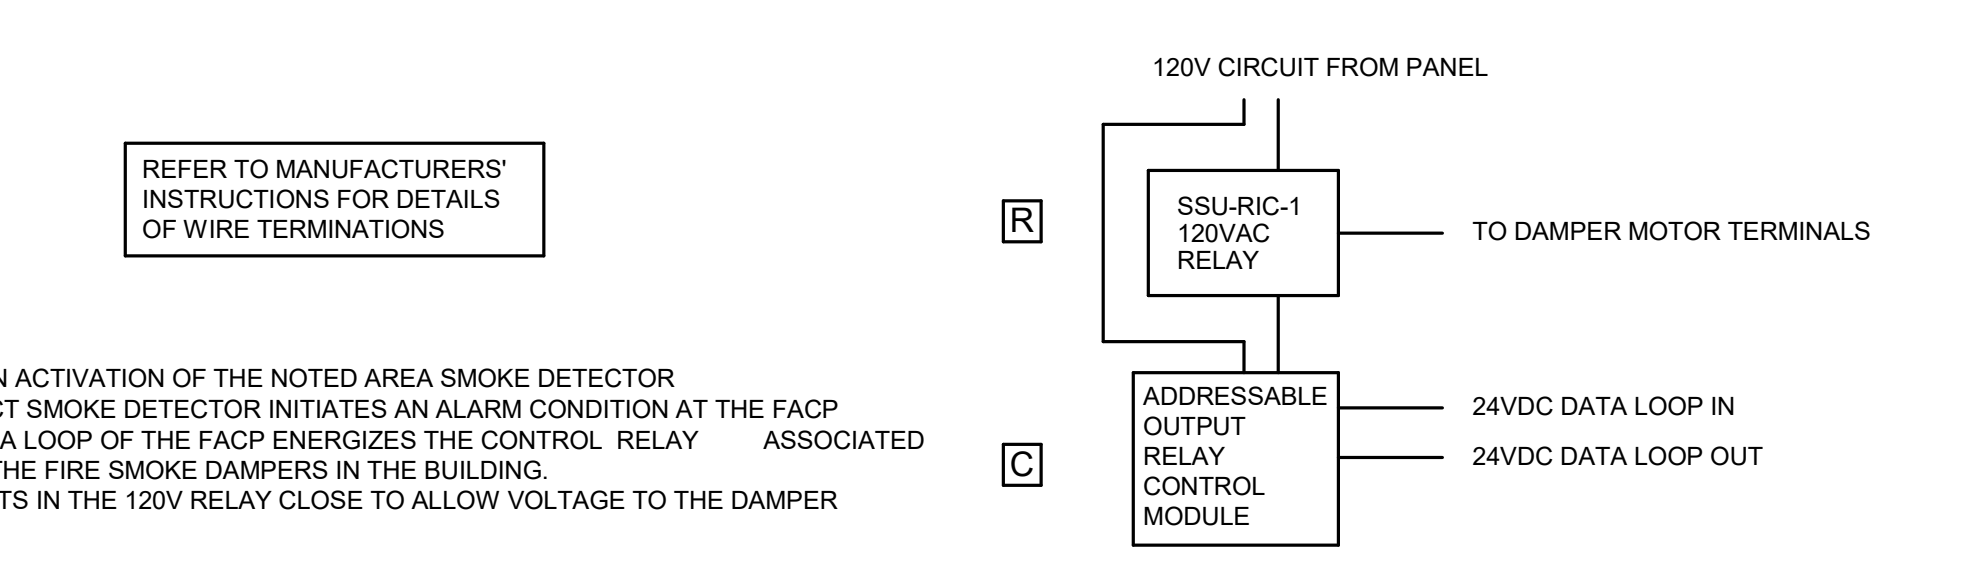 120V CIRCUIT FROM PANEL
REFER TO MANUFACTURERS'
INSTRUCTIONS FOR DETAILS
OF WIRE TERMINATIONS
R
SSU-RIC-1
120VAC
RELAY
TO DAMPER MOTOR TERMINALS
ACTIVATION OF THE NOTED AREA SMOKE DETECTOR
SMOKE DETECTOR INITIATES AN ALARM CONDITION AT THE FACP
A LOOP OF THE FACP ENERGIZES THE CONTROL RELAY ASSOCIATED
THE FIRE SMOKE DAMPERS IN THE BUILDING.
IN THE 120V RELAY CLOSE TO ALLOW VOLTAGE TO THE DAMPER
C
ADDRESSABLE
OUTPUT
RELAY
CONTROL
MODULE
24VDC DATA LOOP IN
24VDC DATA LOOP OUT